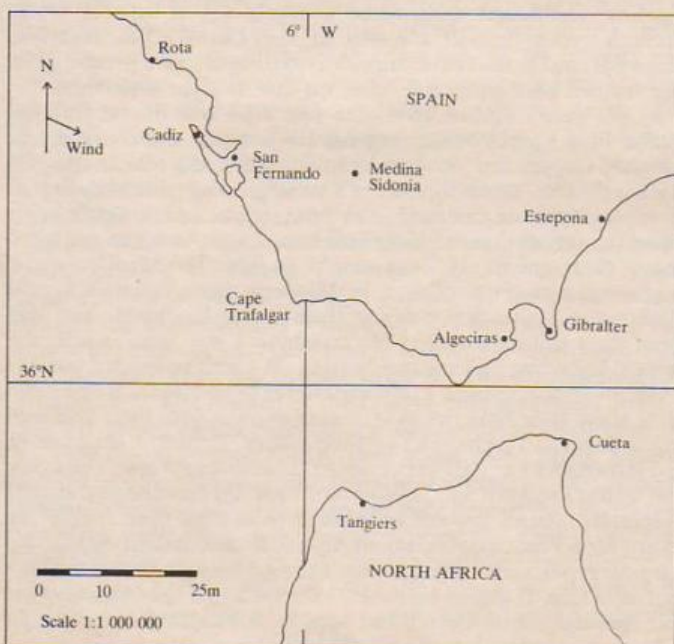 6° W
Rota
N
SPAIN
Cadiz
Wind
San
Fernando
Medina
Sidonia
Estepona
Cape
Trafalgar
Algeciras
Gibralter
36°N
Cueta
Tangiers
NORTH AFRICA
0 10 25m
Scale 1:1 000 000